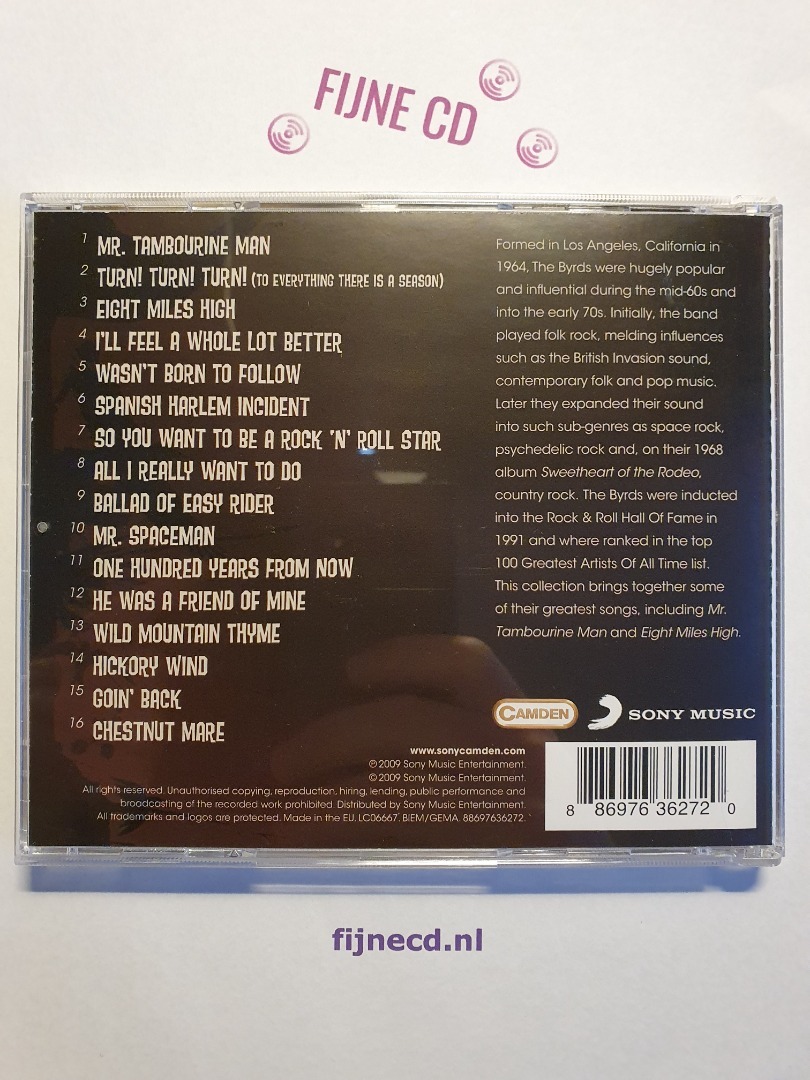 FIJNE CD
1 MR. TAMBOURINE MAN
2 TURN! TURN! TURN! (TO EVERYTHING THERE IS A SEASON)
3 EIGHT MILES HIGH
4 I'LL FEEL A WHOLE LOT BETTER
5 WASN'T BORN TO FOLLOW
6 SPANISH HARLEM INCIDENT
7 SO YOU WANT TO BE A ROCK 'N' ROLL STAR
8 ALL I REALLY WANT TO DO
9 BALLAD OF EASY RIDER
10 MR. SPACEMAN
11 ONE HUNDRED YEARS FROM NOW
12 HE WAS A FRIEND OF MINE
13 WILD MOUNTAIN THYME
14 HICKORY WIND
15 GOIN' BACK
16 CHESTNUT MARE
Formed in Los Angeles, California in
1964, The Byrds were hugely popular
and influential during the mid-60s and
into the early 70s. Initially, the band
played folk rock, melding influences
such as the British Invasion sound,
contemporary folk and pop music.
Later they expanded their sound
into such sub-genres as space rock,
psychedelic rock and, on their 1968
album Sweetheart of the Rodeo,
country rock. The Byrds were inducted
into the Rock & Roll Hall Of Fame in
1991 and where ranked in the top
100 Greatest Artists Of All Time list.
This collection brings together some
of their greatest songs, including Mr.
Tambourine Man and Eight Miles High.
CAMDEN SONY MUSIC
www.sonycamden.com
℗ 2009 Sony Music Entertainment.
© 2009 Sony Music Entertainment.
All rights reserved. Unauthorised copying, reproduction, hiring, lending, public performance and
broadcasting of the recorded work prohibited. Distributed by Sony Music Entertainment.
All trademarks and logos are protected. Made in the EU. LC06667. BIEM/GEMA. 88697636272.
8 86976 36272 0
fijnecd.nl